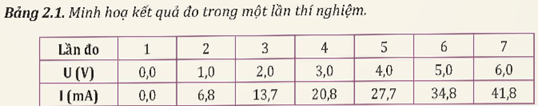 Bảng 2.1. Minh hoạ kết quả đo trong một lần thí nghiệm.
Lần đo 1 2 3 4 5 6 7
U (V) 0,0 1,0 2,0 3,0 4,0 5,0 6,0
I (mA) 0,0 6,8 13,7 20,8 27,7 34,8 41,8